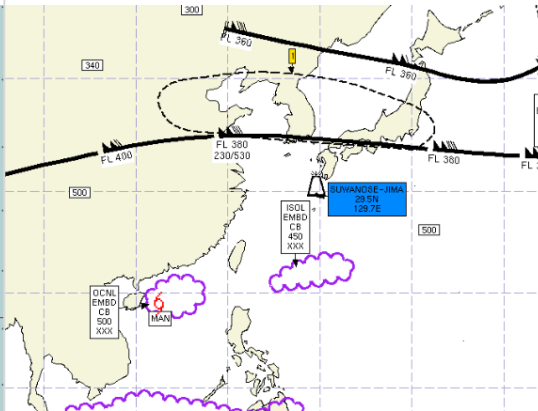 300
FL 360
340
1
FL 360
FL 400
FL 380
230/530
FL 380
FL 3
500
SUWANOSE-JIMA
29.5N
129.7E
ISOL
EMBD
CB
450
XXX
500
OCNL
EMBD
CB
500
XXX
MAN